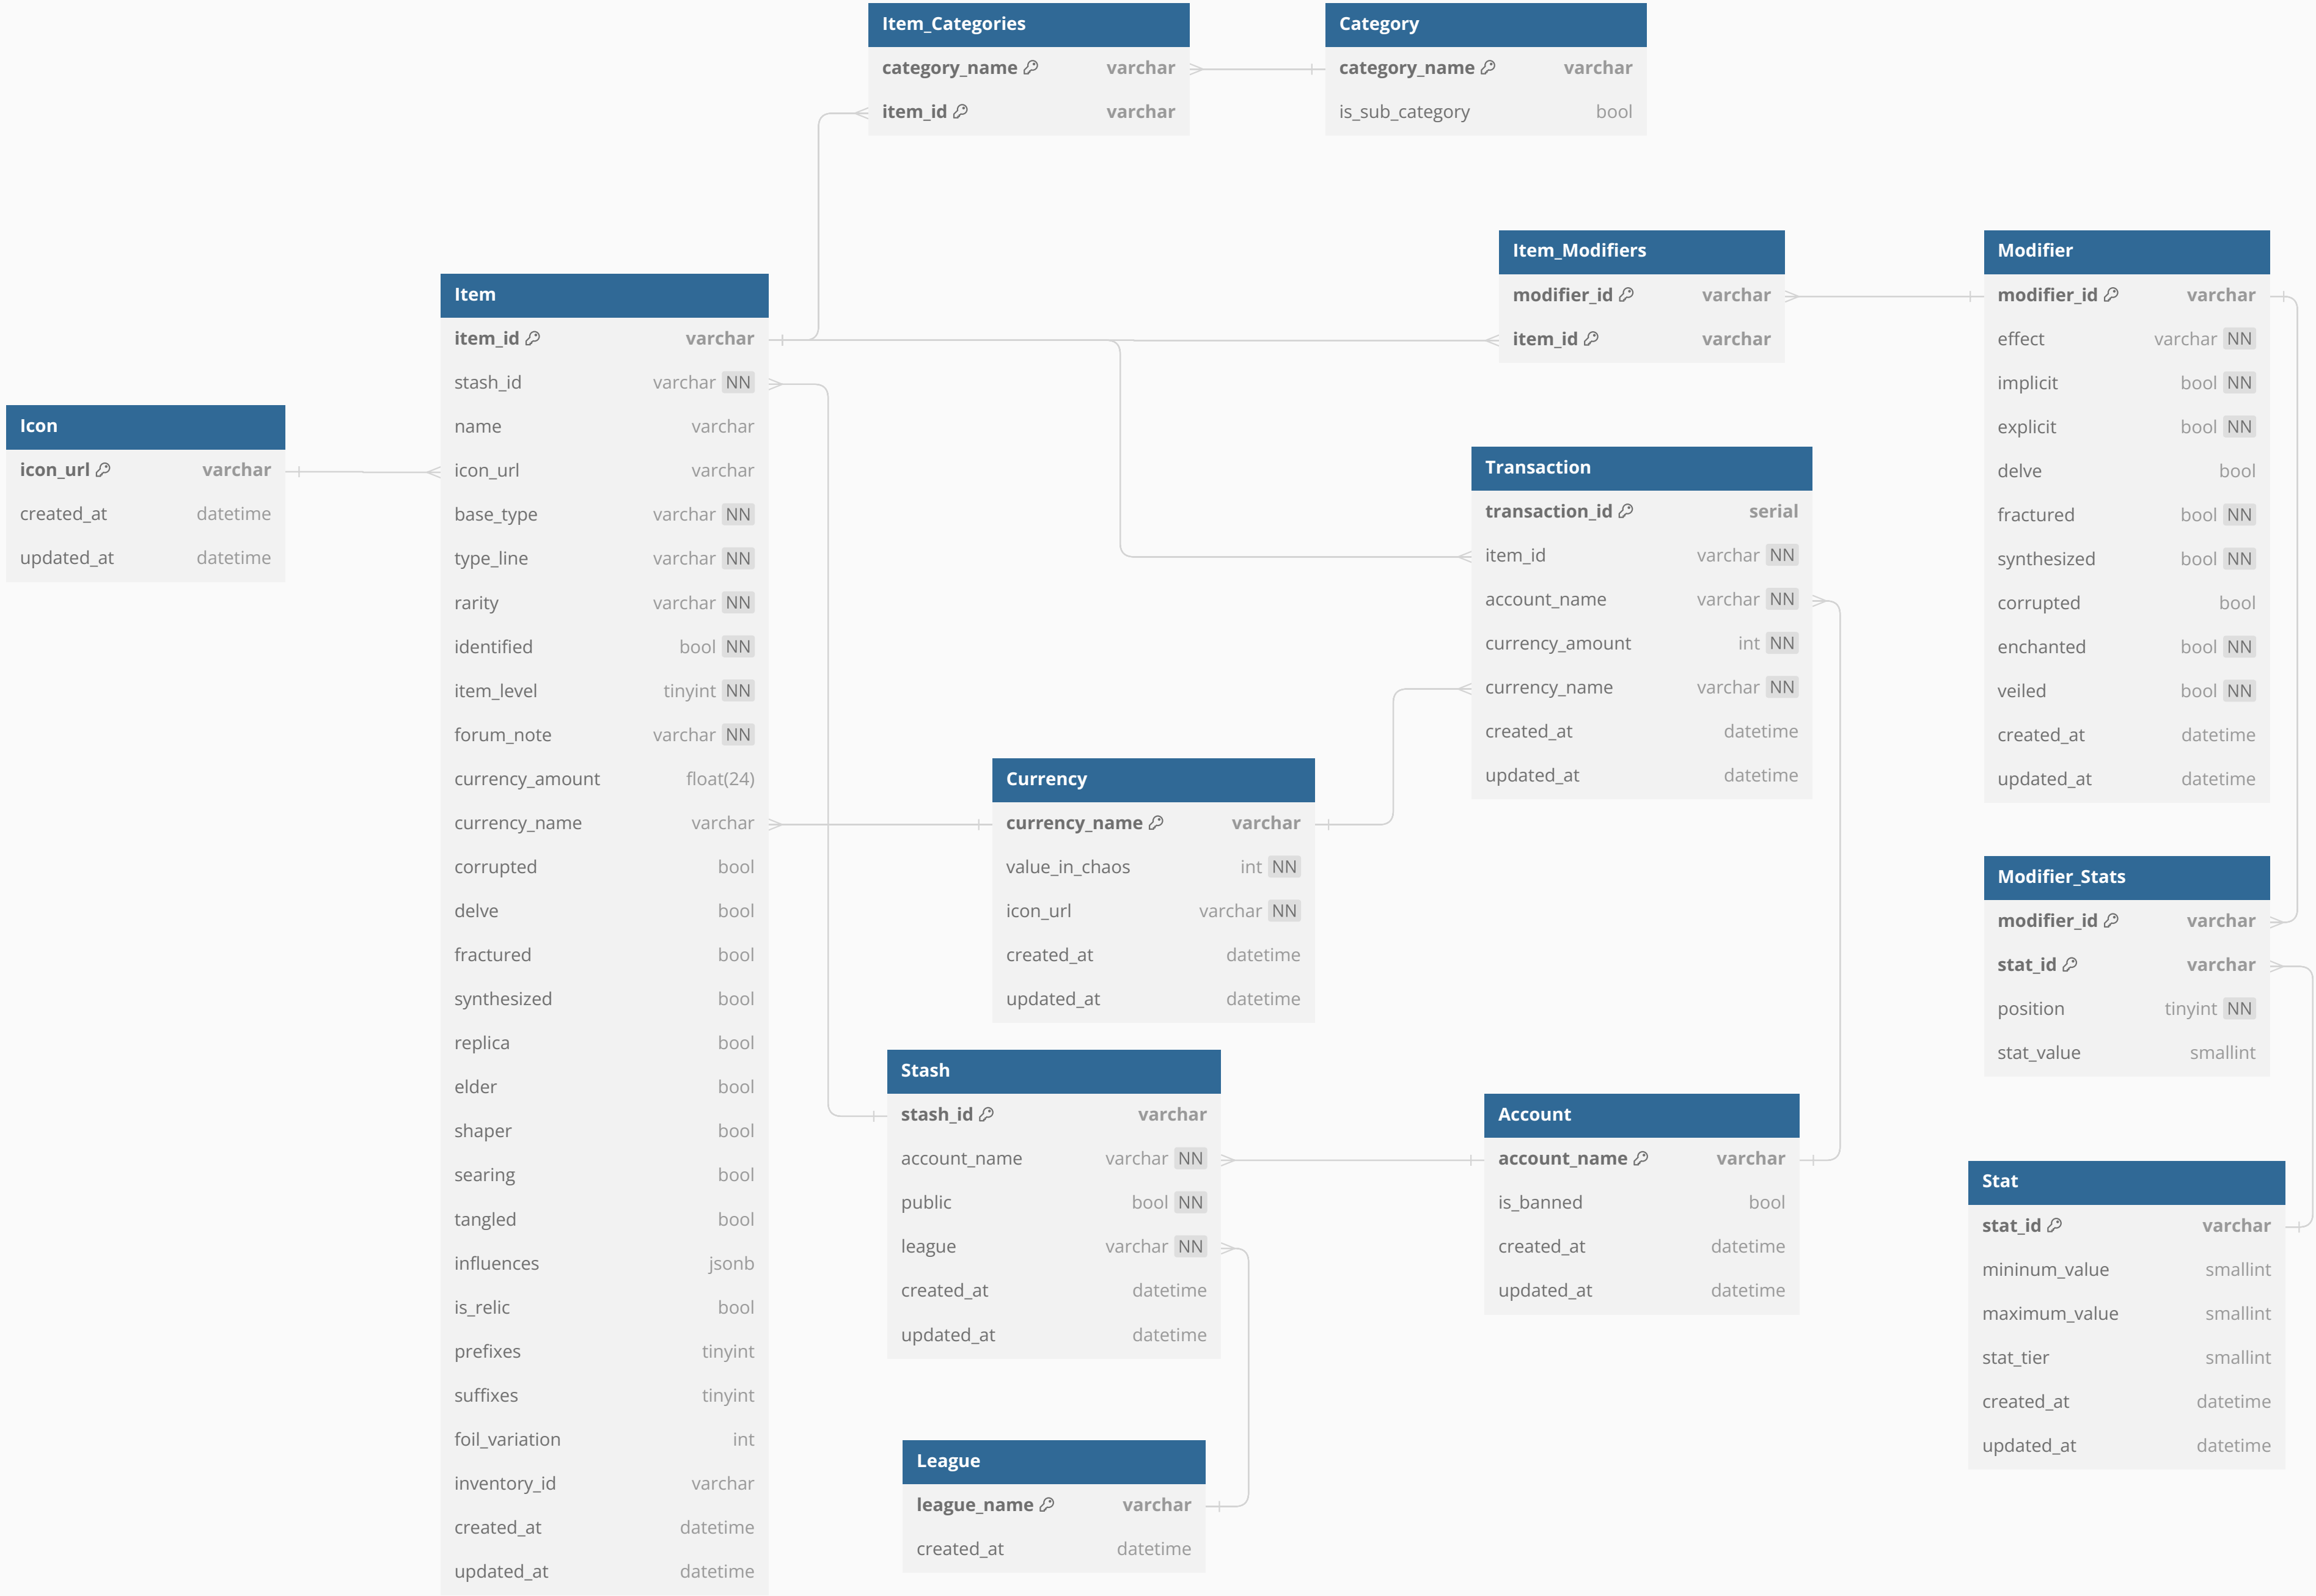 Item_Categories
category_name varchar
item_id varchar
Category
category_name varchar
is_sub_category bool
Item_Modifiers
modifier_id varchar
item_id varchar
Modifier
modifier_id varchar
effect varchar NN
implicit bool NN
explicit bool NN
delve bool
fractured bool NN
synthesized bool NN
corrupted bool
enchanted bool NN
veiled bool NN
created_at datetime
updated_at datetime
Item
item_id varchar
stash_id varchar NN
name varchar
icon_url varchar
base_type varchar NN
type_line varchar NN
rarity varchar NN
identified bool NN
item_level tinyint NN
forum_note varchar NN
currency_amount float(24)
currency_name varchar
corrupted bool
delve bool
fractured bool
synthesized bool
replica bool
elder bool
shaper bool
searing bool
tangled bool
influences jsonb
is_relic bool
prefixes tinyint
suffixes tinyint
foil_variation int
inventory_id varchar
created_at datetime
updated_at datetime
Icon
icon_url varchar
created_at datetime
updated_at datetime
Transaction
transaction_id serial
item_id varchar NN
account_name varchar NN
currency_amount int NN
currency_name varchar NN
created_at datetime
updated_at datetime
Currency
currency_name varchar
value_in_chaos int NN
icon_url varchar NN
created_at datetime
updated_at datetime
Modifier_Stats
modifier_id varchar
stat_id varchar
position tinyint NN
stat_value smallint
Stash
stash_id varchar
account_name varchar NN
public bool NN
league varchar NN
created_at datetime
updated_at datetime
Account
account_name varchar
is_banned bool
created_at datetime
updated_at datetime
Stat
stat_id varchar
mininum_value smallint
maximum_value smallint
stat_tier smallint
created_at datetime
updated_at datetime
League
league_name varchar
created_at datetime